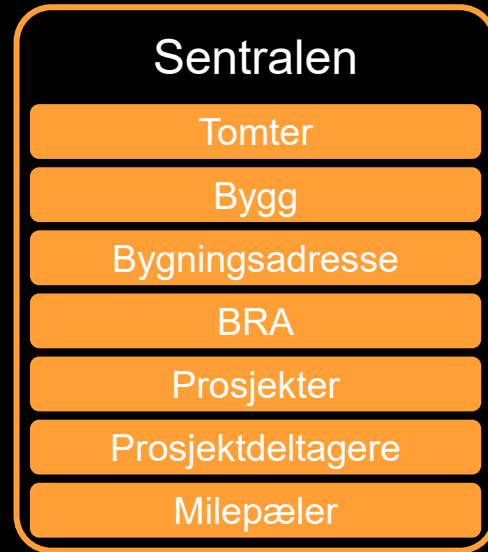 Sentralen
Tomter
Bygg
Bygningsadresse
BRA
Prosjekter
Prosjektdeltagere
Milepæler